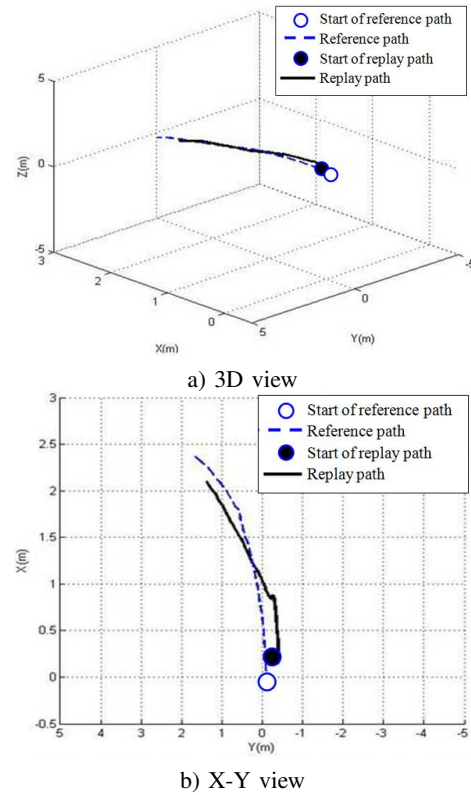 Start of reference path
Reference path
Start of replay path
Replay path
5
0
-5
Z(m)
3
2
1
0
X(m)
5
0
-5
Y(m)
a) 3D view
Start of reference path
Reference path
Start of replay path
Replay path
3
2.5
2
1.5
1
0.5
0
-0.5
X(m)
5 4 3 2 1 0 -1 -2 -3 -4 -5
Y(m)
b) X-Y view